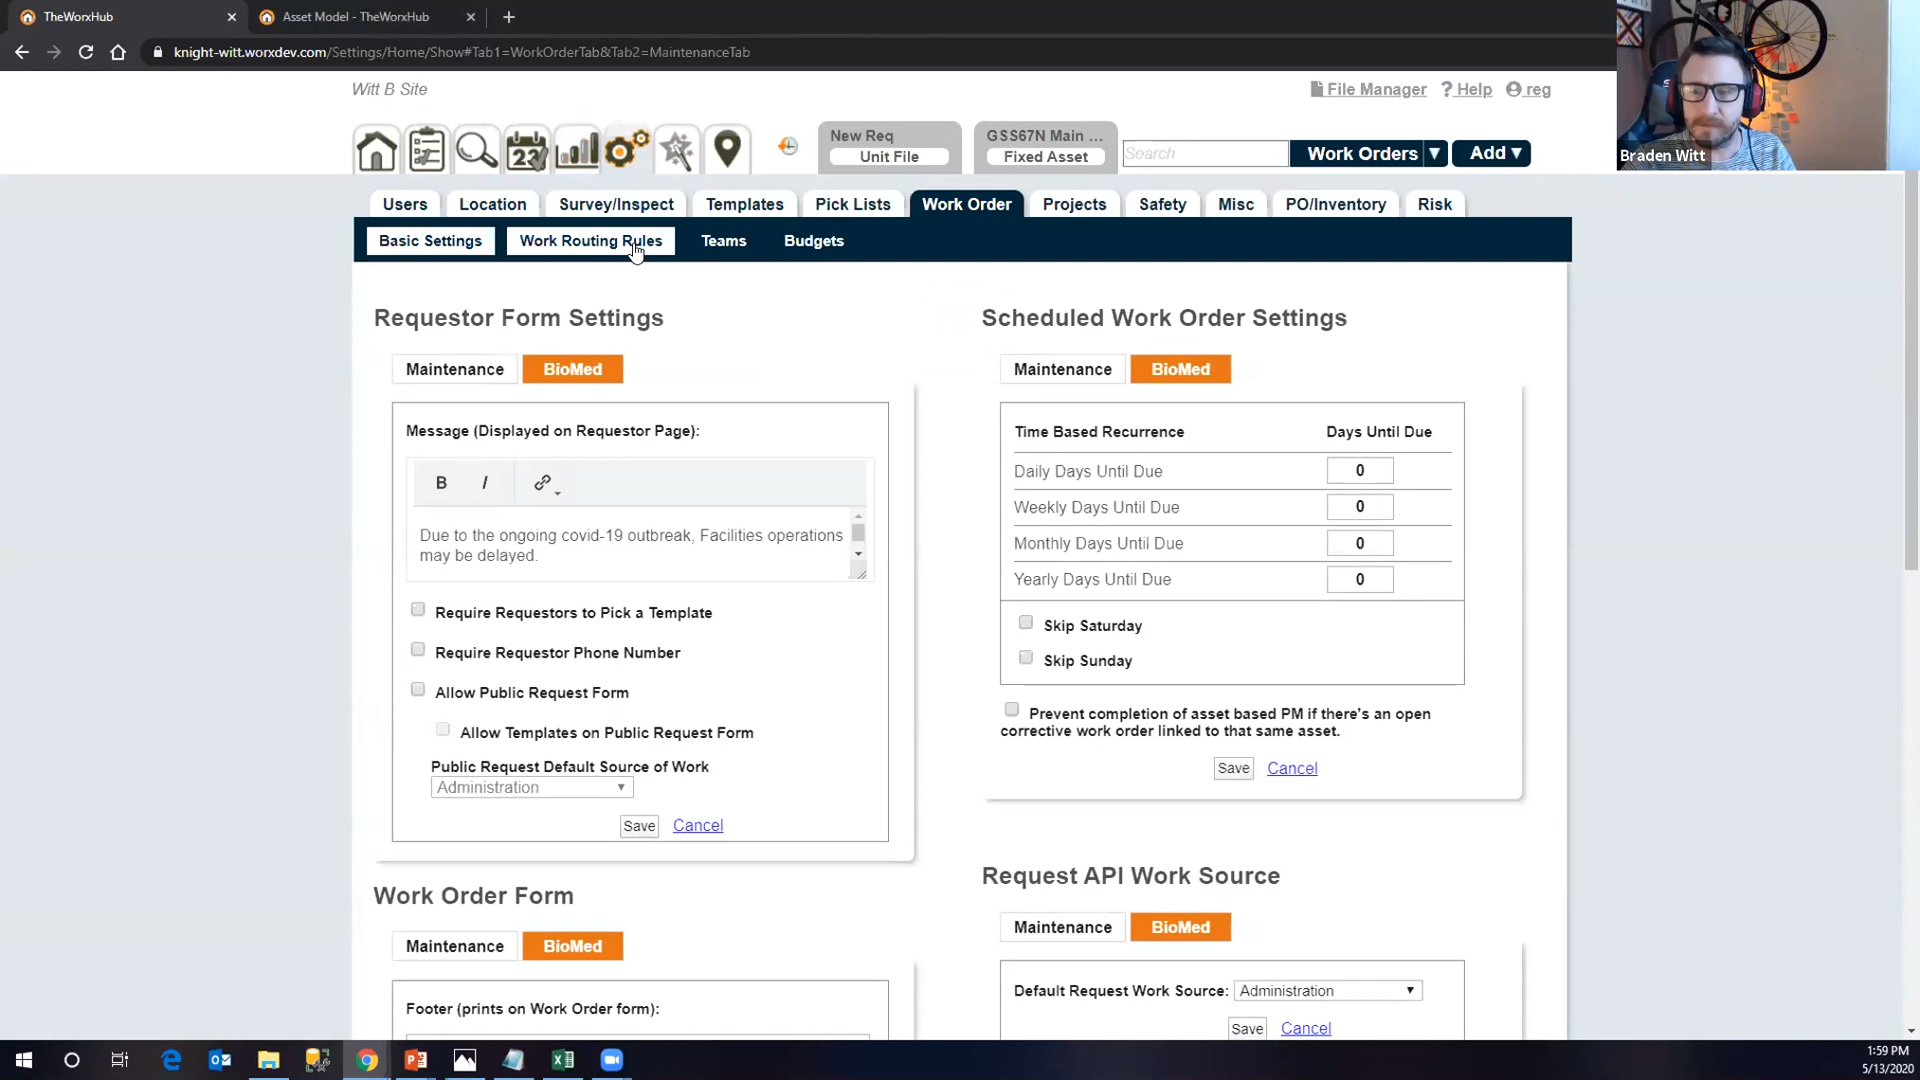 TheWorxHub
Asset Model - TheWorxHub
knight-witt.worxdev.com/Settings/Home/Show#Tab1=WorkOrderTab&Tab2=MaintenanceTab
Braden Witt
Witt B Site
File Manager
? Help
reg
23
New Req
Unit File
GSS67N Main ...
Fixed Asset
Search
Work Orders
Add
Users
Location
Survey/Inspect
Templates
Pick Lists
Work Order
Projects
Safety
Misc
PO/Inventory
Risk
Basic Settings
Work Routing Rules
Teams
Budgets
Requestor Form Settings
Maintenance
BioMed
Message (Displayed on Requestor Page):
B
I
Due to the ongoing covid-19 outbreak, Facilities operations
may be delayed.
Require Requestors to Pick a Template
Require Requestor Phone Number
Allow Public Request Form
Allow Templates on Public Request Form
Public Request Default Source of Work
Administration
Save
Cancel
Scheduled Work Order Settings
Maintenance
BioMed
Time Based Recurrence
Days Until Due
Daily Days Until Due
0
Weekly Days Until Due
0
Monthly Days Until Due
0
Yearly Days Until Due
0
Skip Saturday
Skip Sunday
Prevent completion of asset based PM if there's an open
corrective work order linked to that same asset.
Save
Cancel
Work Order Form
Maintenance
BioMed
Footer (prints on Work Order form):
Request API Work Source
Maintenance
BioMed
Default Request Work Source:
Administration
Save
Cancel
1:59 PM
5/13/2020